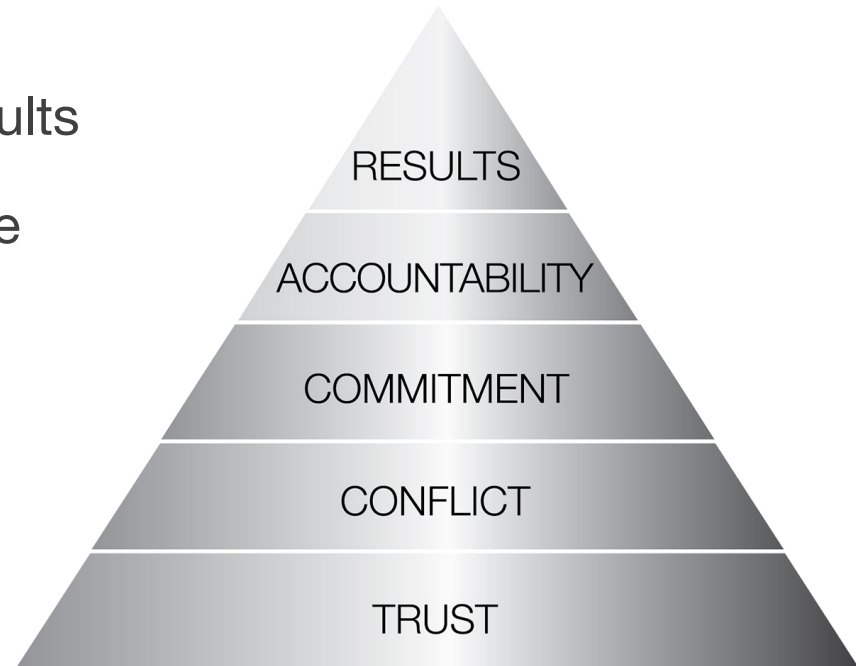 RESULTS
ACCOUNTABILITY
COMMITMENT
CONFLICT
TRUST